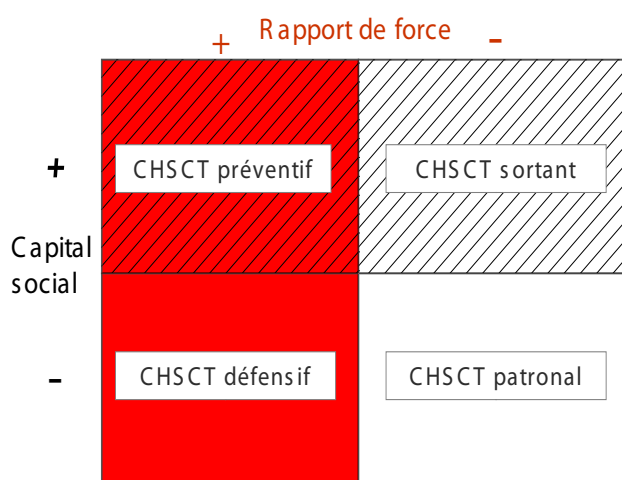 Rapport de force
+ -
+ CHSCT préventif CHSCT sortant
Capital
social
- CHSCT défensif CHSCT patronal